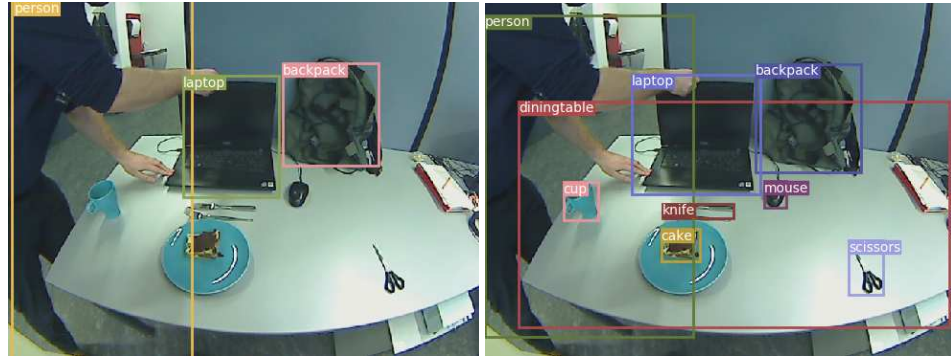 person
laptop
backpack
person
laptop
backpack
diningtable
cup
mouse
knife
cake
scissors